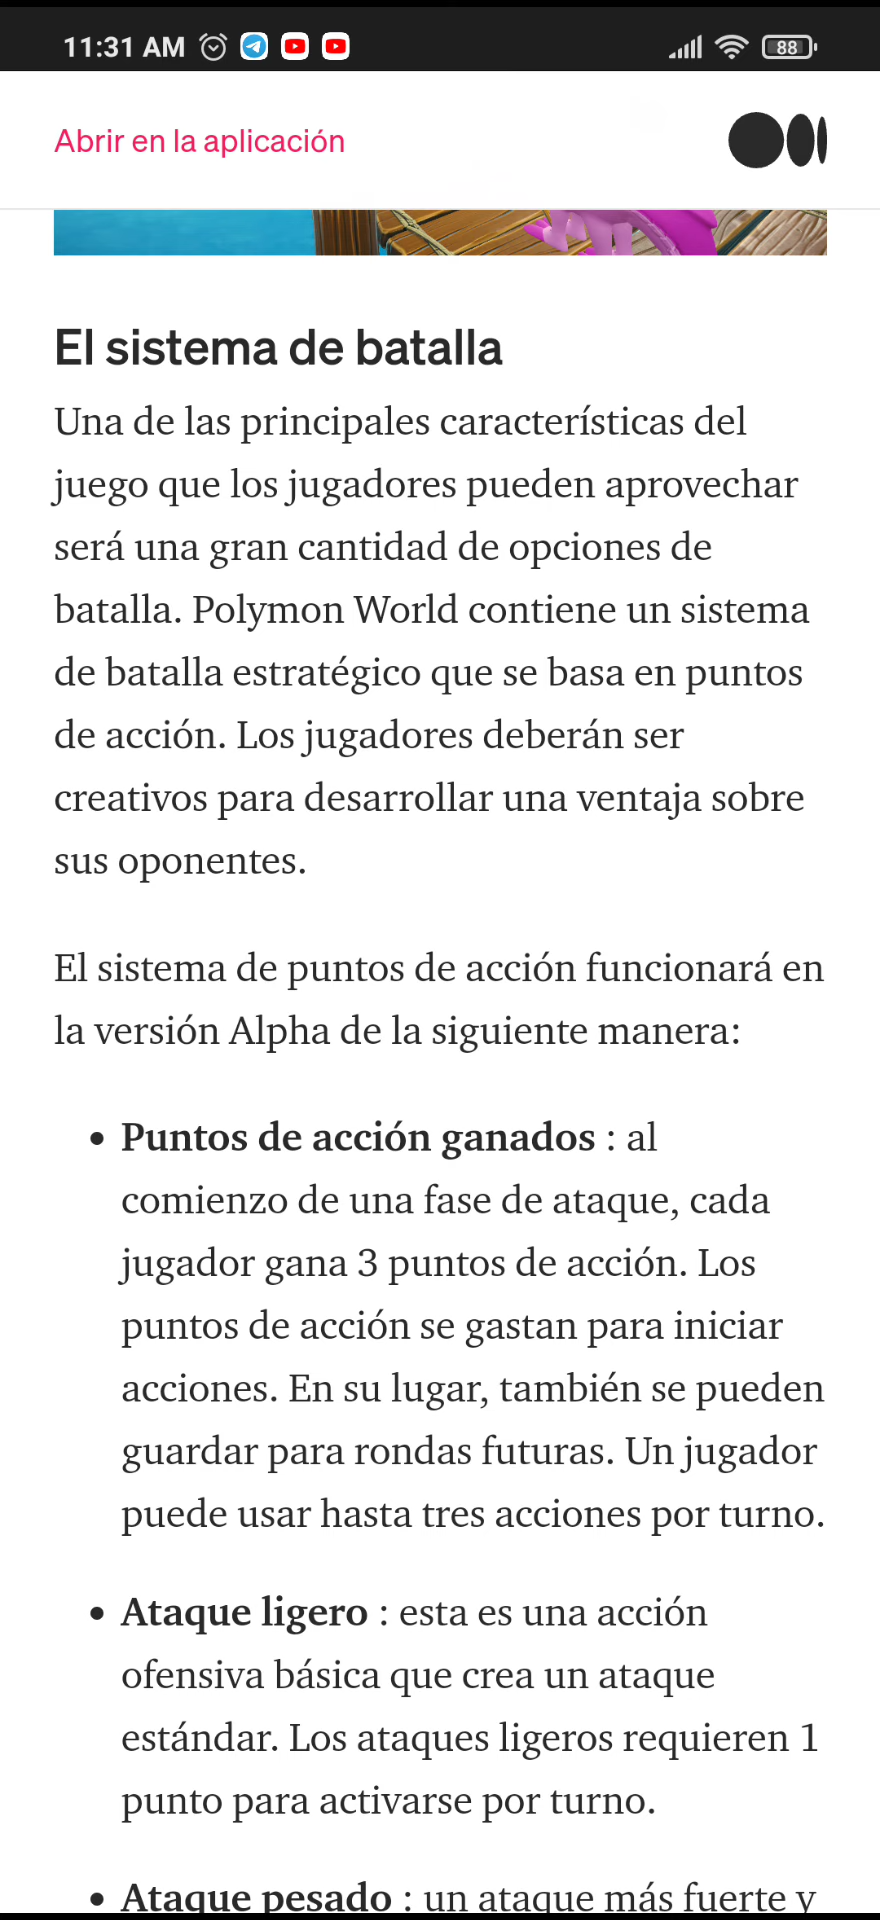 11:31 AM
88
Abrir en la aplicación
El sistema de batalla
Una de las principales características del
juego que los jugadores pueden aprovechar
será una gran cantidad de opciones de
batalla. Polymon World contiene un sistema
de batalla estratégico que se basa en puntos
de acción. Los jugadores deberán ser
creativos para desarrollar una ventaja sobre
sus oponentes.
El sistema de puntos de acción funcionará en
la versión Alpha de la siguiente manera:
• Puntos de acción ganados : al
comienzo de una fase de ataque, cada
jugador gana 3 puntos de acción. Los
puntos de acción se gastan para iniciar
acciones. En su lugar, también se pueden
guardar para rondas futuras. Un jugador
puede usar hasta tres acciones por turno.
• Ataque ligero : esta es una acción
ofensiva básica que crea un ataque
estándar. Los ataques ligeros requieren 1
punto para activarse por turno.
• Ataque pesado : un ataque más fuerte y